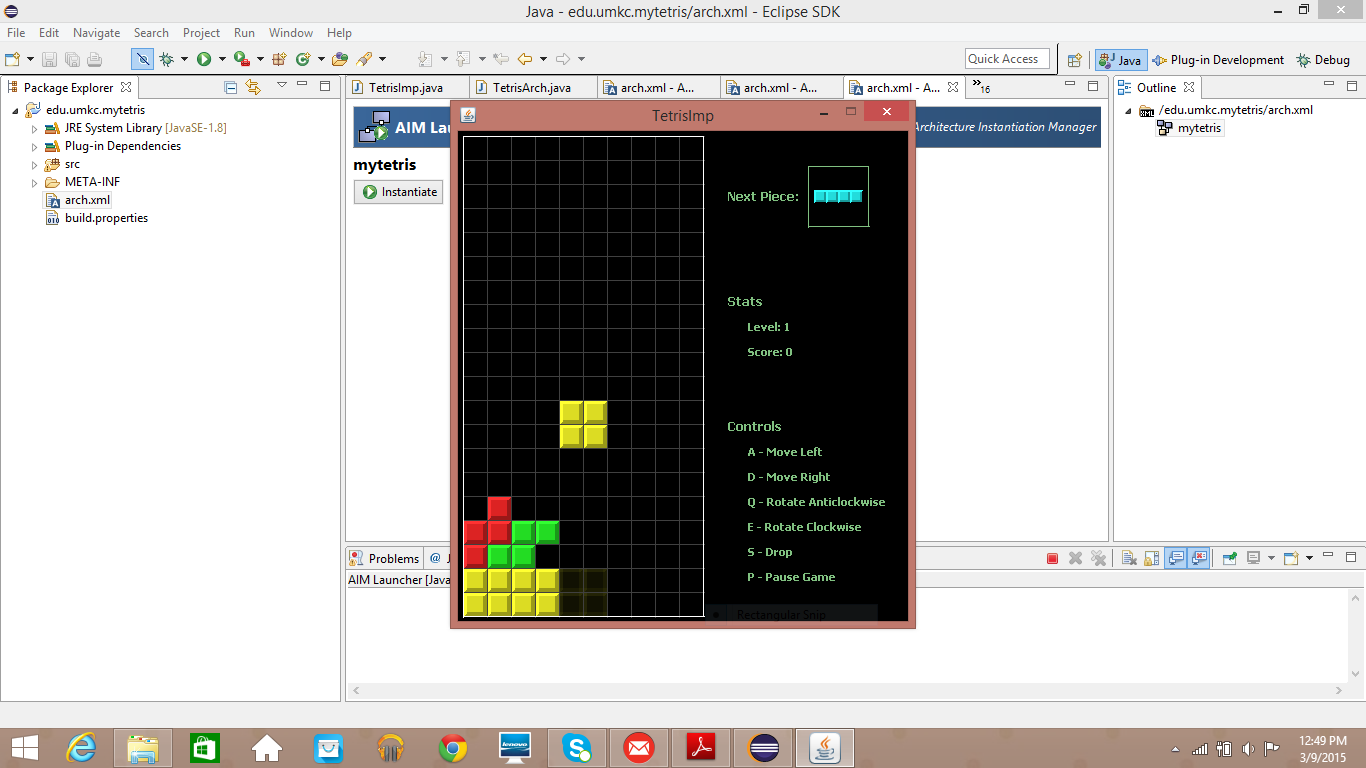 Java - edu.umkc.mytetris/arch.xml - Eclipse SDK
File Edit Navigate Search Project Run Window Help
Quick Access
Java
Plug-in Development
Debug
Package Explorer
TetrisImp.java
TetrisArch.java
arch.xml - A...
arch.xml - A...
arch.xml - A...
»16
Outline
edu.umkc.mytetris
JRE System Library [JavaSE-1.8]
Plug-in Dependencies
src
META-INF
arch.xml
build.properties
AIM Lau
Architecture Instantiation Manager
mytetris
Instantiate
/edu.umkc.mytetris/arch.xml
mytetris
TetrisImp
Next Piece:
Stats
Level: 1
Score: 0
Controls
A - Move Left
D - Move Right
Q - Rotate Anticlockwise
E - Rotate Clockwise
S - Drop
P - Pause Game
Rectangular Snip
Problems
@ J
AIM Launcher [Java
lenovo
12:49 PM
3/9/2015